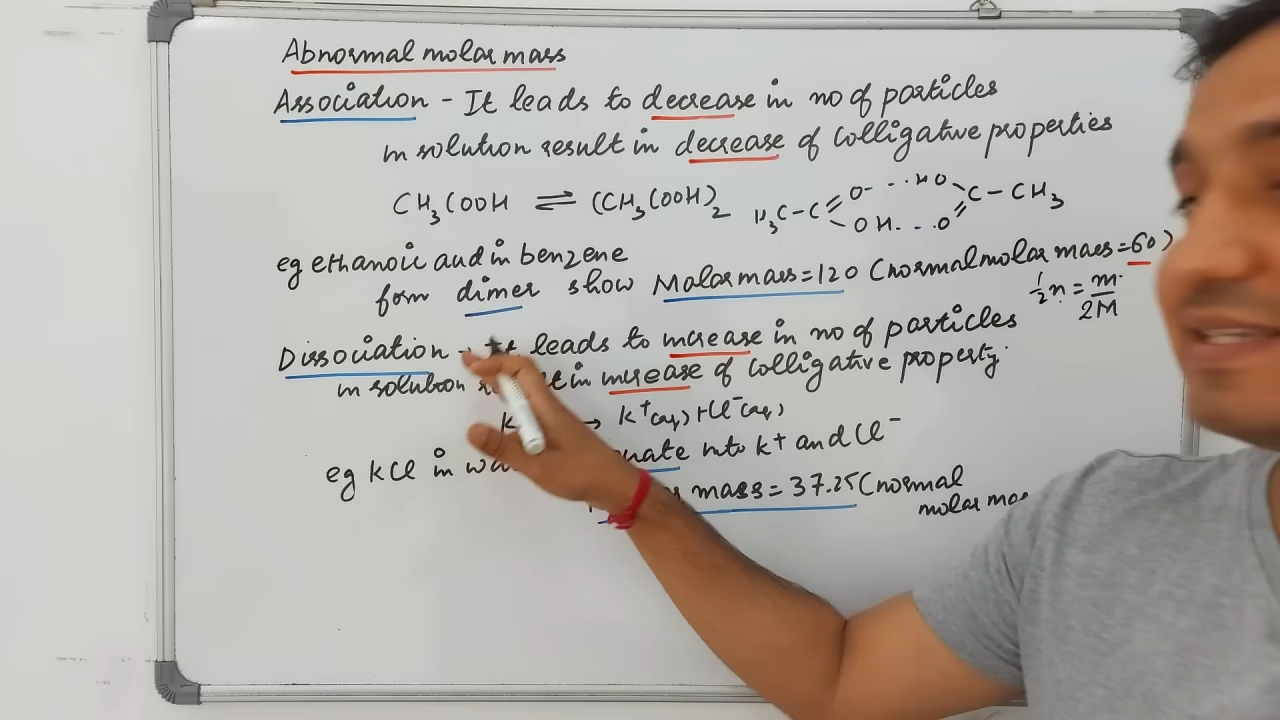 Abnormal molar mass
Association - It leads to decrease in no of particles
in solution result in decrease of colligative properties
CH3COOH ⇌ (CH3COOH)2 H3C-C O- - ..HO C-CH3
OH. - .O
eg ethanoic acid in benzene
form dimer show Molar mass=120 (normal molar mass=60)
1/2 n = m/2M
Dissociation - It leads to increase in no of particles
in solution in increase of colligative property.
K → K+(aq)+Cl-(aq)
eg KCl in into K+ and Cl-
mass = 37.25 (normal
molar